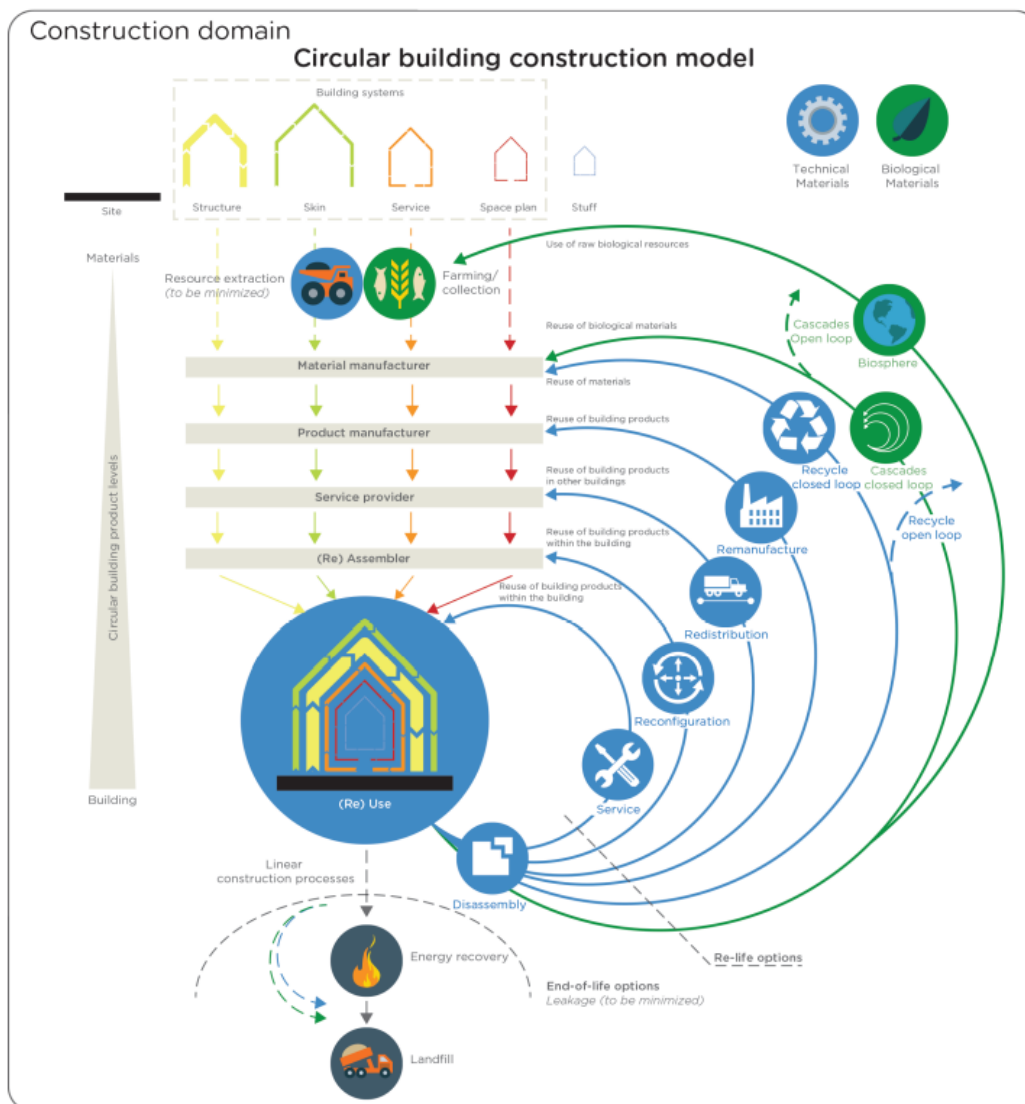 Construction domain
Circular building construction model
Building systems
Technical
Materials
Biological
Materials
Site
Structure
Skin
Service
Space plan
Stuff
Materials
Use of raw biological resources
Resource extraction
(to be minimized)
Farming/
collection
Reuse of biological materials
Cascades
Open loop
Biosphere
Material manufacturer
Reuse of materials
Reuse of building products
Product manufacturer
Recycle
closed loop
Cascades
closed loop
Reuse of building products
in other buildings
Service provider
Remanufacture
Recycle
open loop
Reuse of building products
within the building
(Re) Assembler
Reuse of building products
within the building
Redistribution
Circular building product levels
Reconfiguration
Building
(Re) Use
Service
Linear
construction processes
Disassembly
Energy recovery
Re-life options
End-of-life options
Leakage (to be minimized)
Landfill